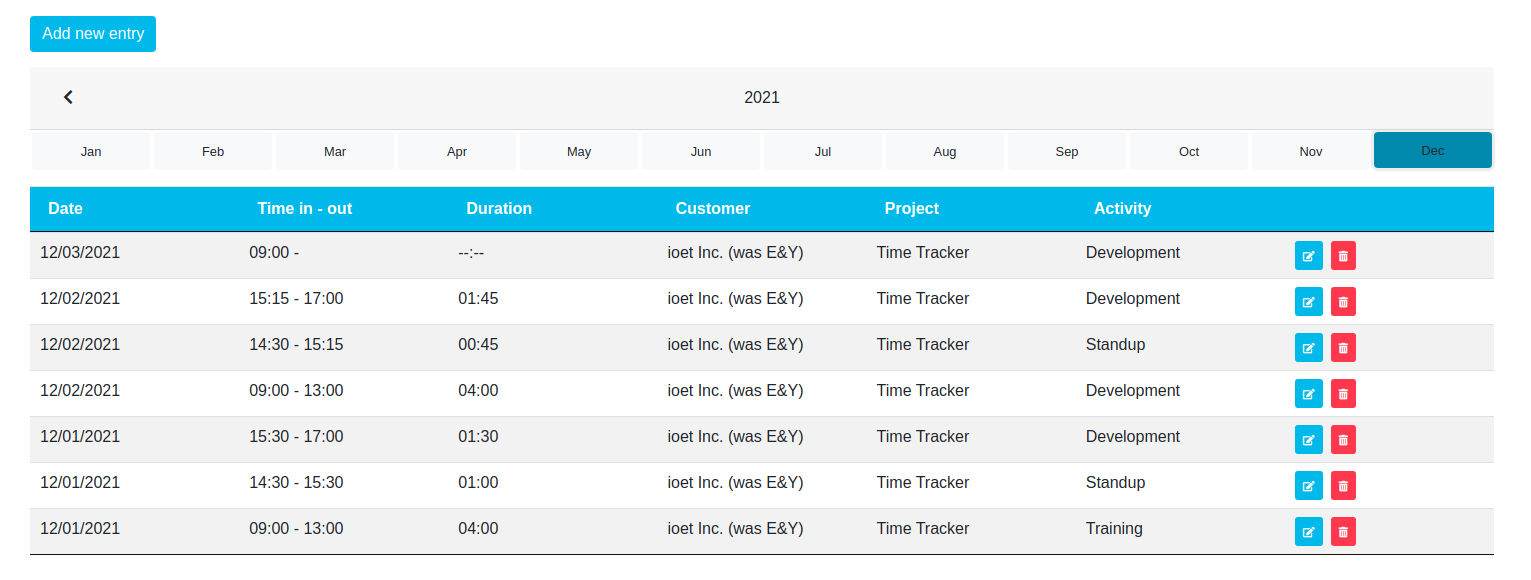 Add new entry
2021
Jan Feb Mar Apr May Jun Jul Aug Sep Oct Nov Dec
Date Time in - out Duration Customer Project Activity
12/03/2021 09:00 - --:-- ioet Inc. (was E&Y) Time Tracker Development
12/02/2021 15:15 - 17:00 01:45 ioet Inc. (was E&Y) Time Tracker Development
12/02/2021 14:30 - 15:15 00:45 ioet Inc. (was E&Y) Time Tracker Standup
12/02/2021 09:00 - 13:00 04:00 ioet Inc. (was E&Y) Time Tracker Development
12/01/2021 15:30 - 17:00 01:30 ioet Inc. (was E&Y) Time Tracker Development
12/01/2021 14:30 - 15:30 01:00 ioet Inc. (was E&Y) Time Tracker Standup
12/01/2021 09:00 - 13:00 04:00 ioet Inc. (was E&Y) Time Tracker Training